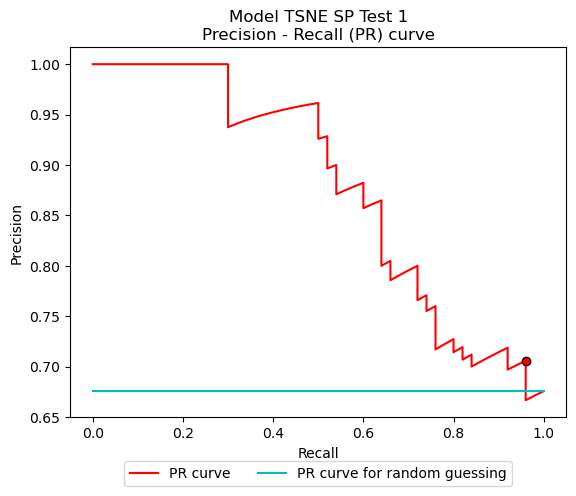 Model TSNE SP Test 1
Precision - Recall (PR) curve
Precision
1.00
0.95
0.90
0.85
0.80
0.75
0.70
0.65
0.0 0.2 0.4 0.6 0.8 1.0
Recall
PR curve PR curve for random guessing